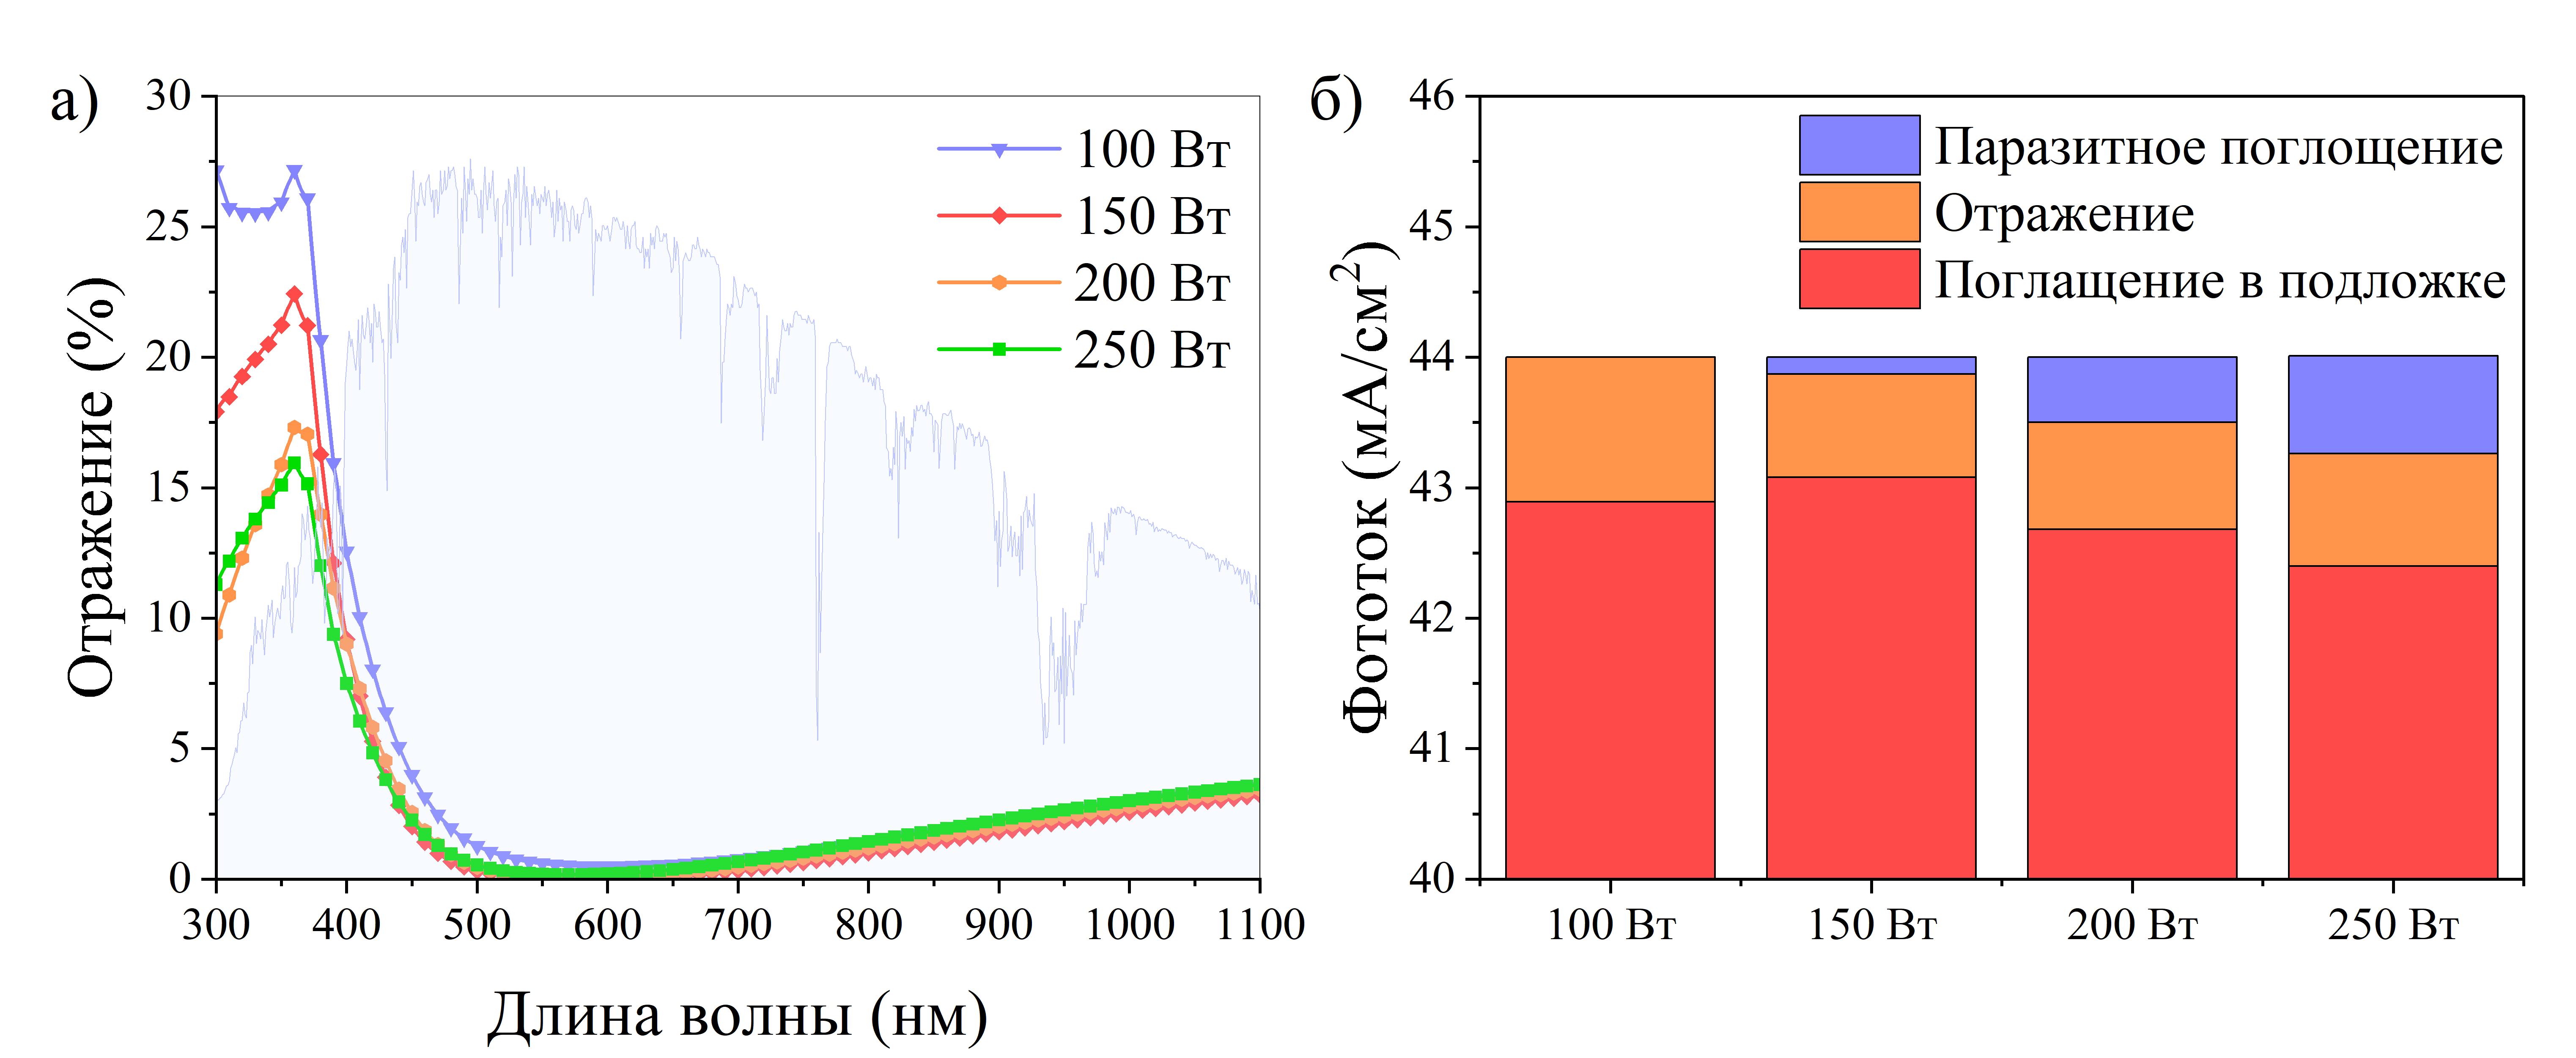 а)
30
25
20
15
10
5
0
Отражение (%)
100 Вт
150 Вт
200 Вт
250 Вт
300 400 500 600 700 800 900 1000 1100
Длина волны (нм)
б)
46
45
44
43
42
41
40
Фототок (мА/см²)
Паразитное поглощение
Отражение
Поглащение в подложке
100 Вт 150 Вт 200 Вт 250 Вт